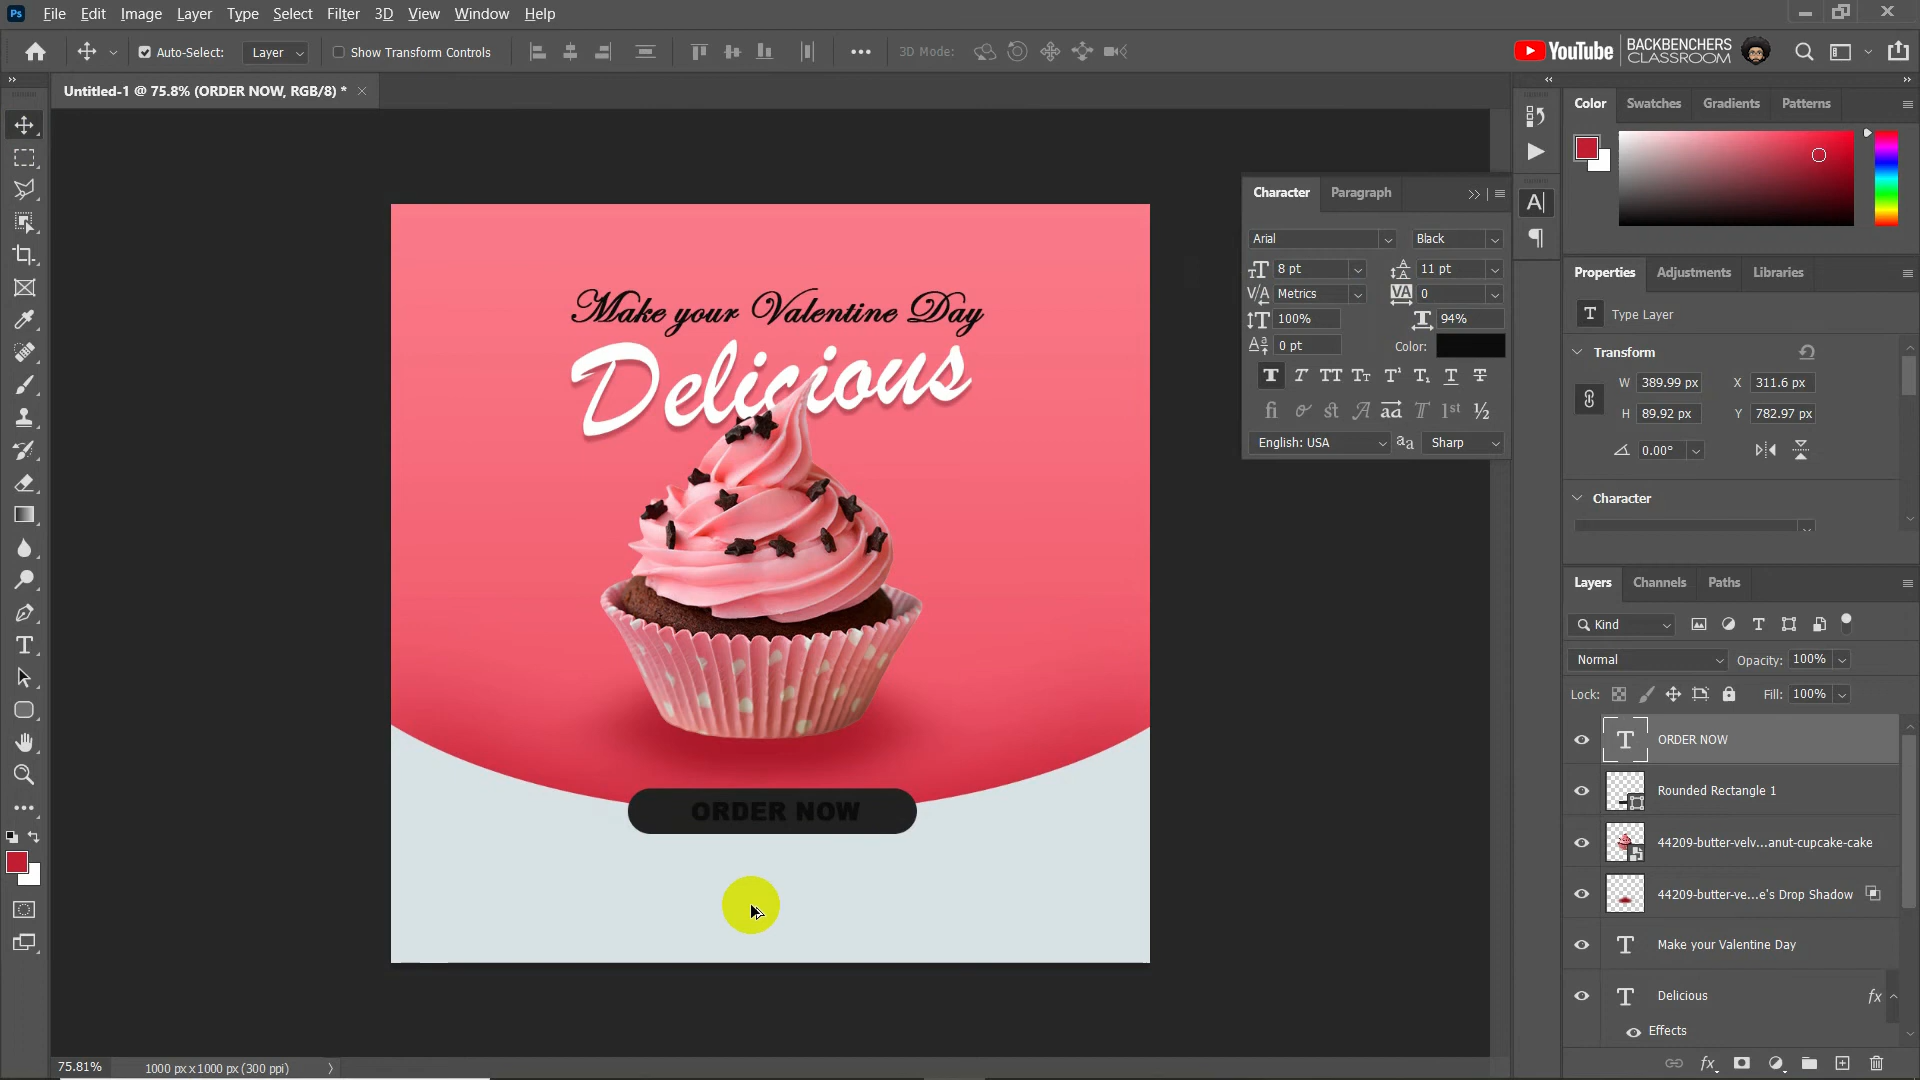 Ps File Edit Image Layer Type Select Filter 3D View Window Help
Auto-Select: Layer Show Transform Controls 3D Mode: YouTube BACKBENCHERS CLASSROOM
Untitled-1 @ 75.8% (ORDER NOW, RGB/8) *
Color Swatches Gradients Patterns
Character Paragraph
Arial Black
8 pt 11 pt
Metrics 0
100% 94%
0 pt Color:
English: USA Sharp
Properties Adjustments Libraries
Type Layer
Transform
W 389.99 px X 311.6 px
H 89.92 px Y 782.97 px
0.00°
Character
Make your Valentine Day
Delicious
ORDER NOW
Layers Channels Paths
Kind
Normal Opacity: 100%
Lock: Fill: 100%
ORDER NOW
Rounded Rectangle 1
44209-butter-velv...anut-cupcake-cake
44209-butter-ve...e's Drop Shadow
Make your Valentine Day
Delicious fx
Effects
75.81% 1000 px x 1000 px (300 ppi)